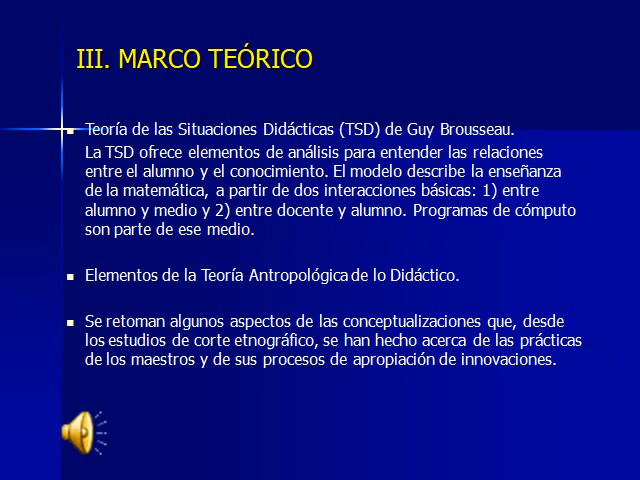 III. MARCO TEÓRICO
Teoría de las Situaciones Didácticas (TSD) de Guy Brousseau.
La TSD ofrece elementos de análisis para entender las relaciones
entre el alumno y el conocimiento. El modelo describe la enseñanza
de la matemática, a partir de dos interacciones básicas: 1) entre
alumno y medio y 2) entre docente y alumno. Programas de cómputo
son parte de ese medio.
Elementos de la Teoría Antropológica de lo Didáctico.
Se retoman algunos aspectos de las conceptualizaciones que, desde
los estudios de corte etnográfico, se han hecho acerca de las prácticas
de los maestros y de sus procesos de apropiación de innovaciones.